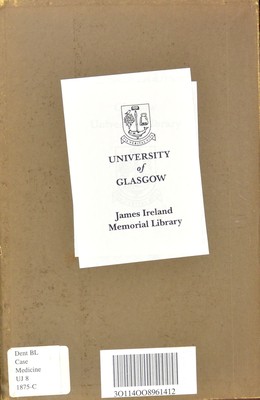 UNIVERSITY
of
GLASGOW
James Ireland
Memorial Library
Dent BL
Case
Medicine
UJ 8
1875-C
30114008961412